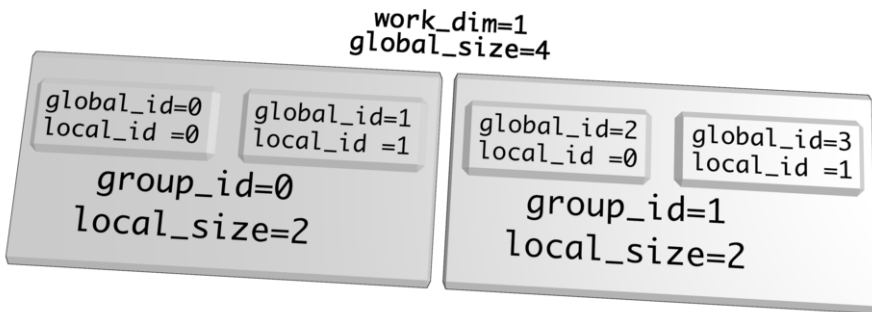 work_dim=1
global_size=4
global_id=0
local_id =0
global_id=1
local_id =1
group_id=0
local_size=2
global_id=2
local_id =0
global_id=3
local_id =1
group_id=1
local_size=2